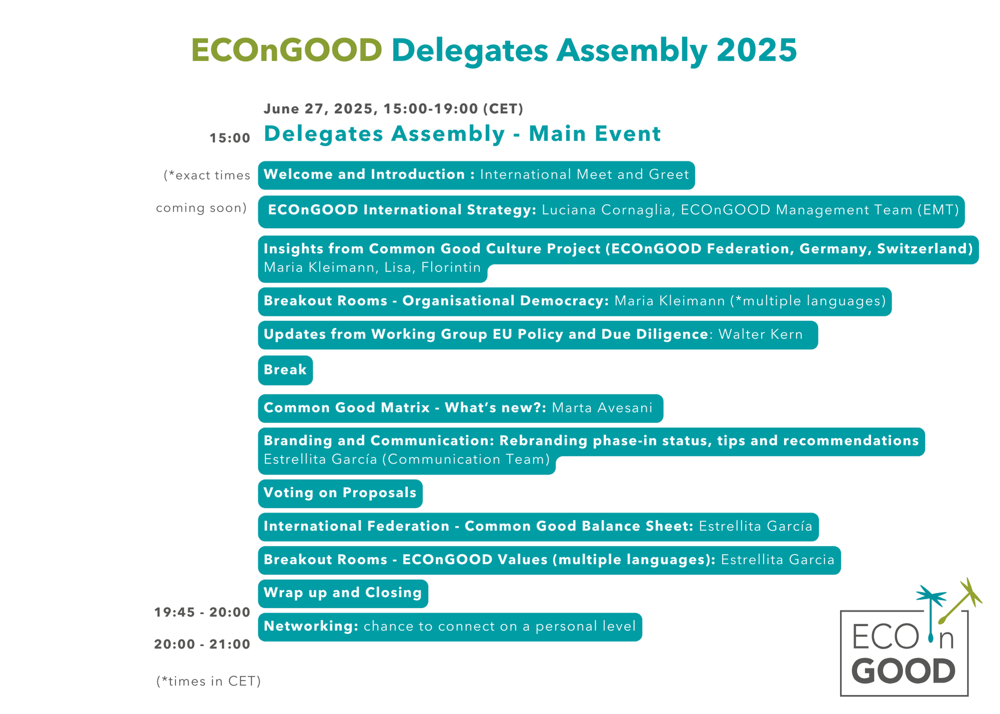 ECOnGOOD Delegates Assembly 2025
June 27, 2025, 15:00-19:00 (CET)
15:00 Delegates Assembly - Main Event
(*exact times
coming soon)
Welcome and Introduction : International Meet and Greet
ECOnGOOD International Strategy: Luciana Cornaglia, ECOnGOOD Management Team (EMT)
Insights from Common Good Culture Project (ECOnGOOD Federation, Germany, Switzerland)
Maria Kleimann, Lisa, Florintin
Breakout Rooms - Organisational Democracy: Maria Kleimann (*multiple languages)
Updates from Working Group EU Policy and Due Diligence: Walter Kern
Break
Common Good Matrix - What’s new?: Marta Avesani
Branding and Communication: Rebranding phase-in status, tips and recommendations
Estrellita García (Communication Team)
Voting on Proposals
International Federation - Common Good Balance Sheet: Estrellita García
Breakout Rooms - ECOnGOOD Values (multiple languages): Estrellita Garcia
Wrap up and Closing
19:45 - 20:00
Networking: chance to connect on a personal level
20:00 - 21:00
(*times in CET)
ECOn
GOOD